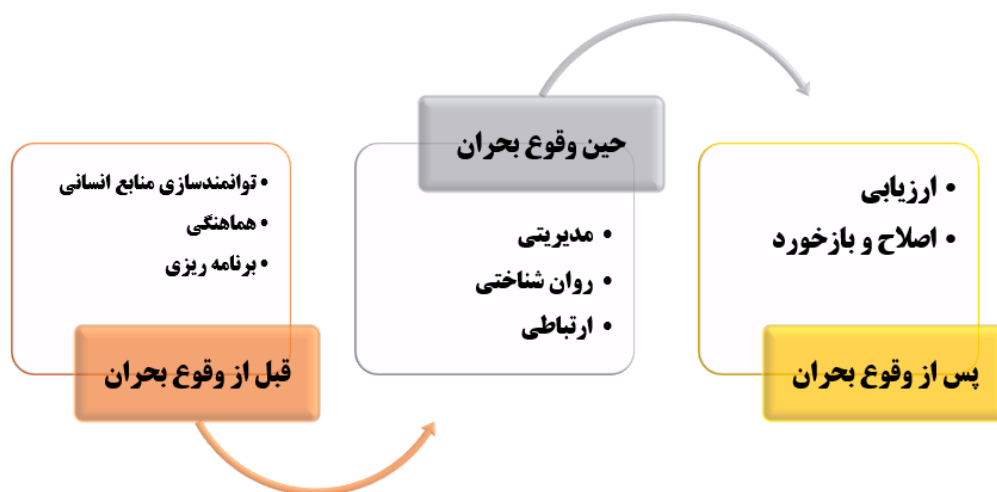 • توانمندسازی منابع انسانی
• هماهنگی
• برنامه ریزی
قبل از وقوع بحران
حین وقوع بحران
• مدیریتی
• روان شناختی
• ارتباطی
• ارزیابی
• اصلاح و بازخورد
پس از وقوع بحران